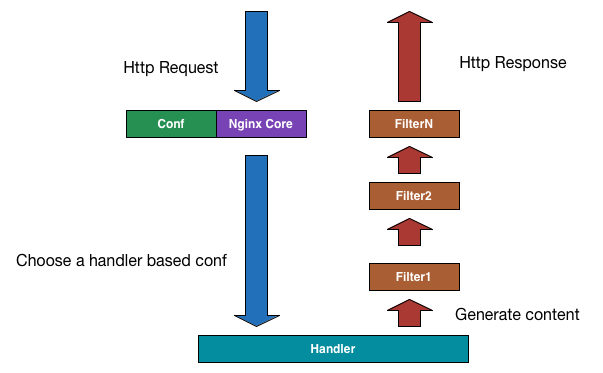 Http Request
Http Response
Conf
Nginx Core
FilterN
Filter2
Choose a handler based conf
Filter1
Generate content
Handler